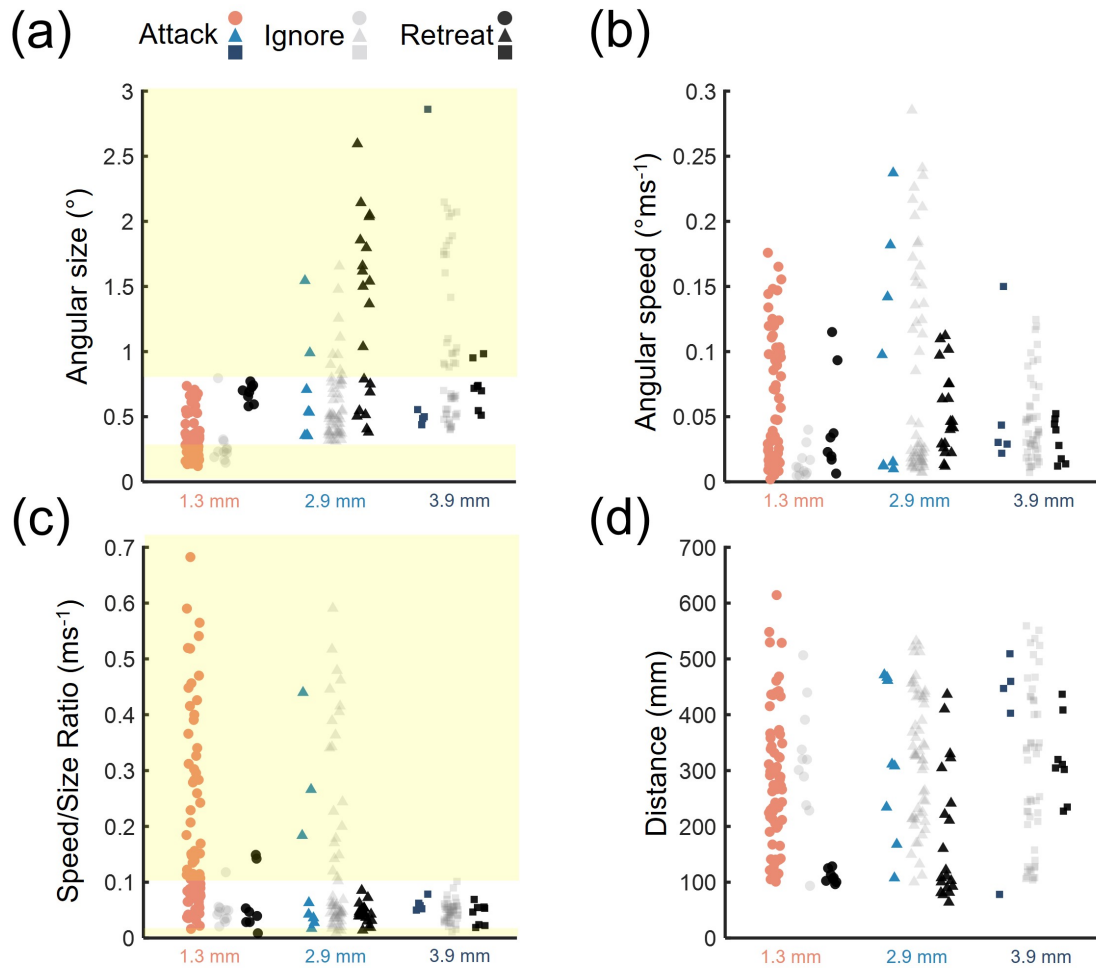 (a)
Attack Ignore Retreat
(b)
Angular size (°)
3
2.5
2
1.5
1
0.5
0
1.3 mm 2.9 mm 3.9 mm
Angular speed (°ms⁻¹)
0.3
0.25
0.2
0.15
0.1
0.05
0
1.3 mm 2.9 mm 3.9 mm
(c)
Speed/Size Ratio (ms⁻¹)
0.7
0.6
0.5
0.4
0.3
0.2
0.1
0
1.3 mm 2.9 mm 3.9 mm
(d)
Distance (mm)
700
600
500
400
300
200
100
0
1.3 mm 2.9 mm 3.9 mm